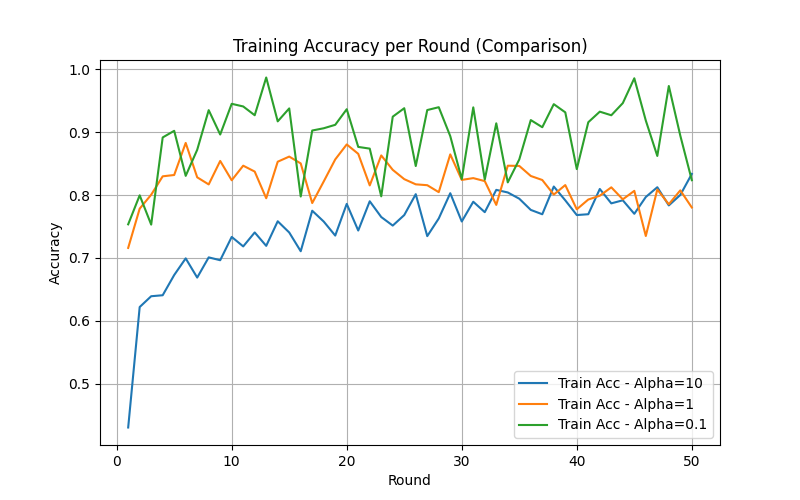 Training Accuracy per Round (Comparison)
1.0
0.9
0.8
0.7
0.6
0.5
Accuracy
0 10 20 30 40 50
Round
Train Acc - Alpha=10
Train Acc - Alpha=1
Train Acc - Alpha=0.1